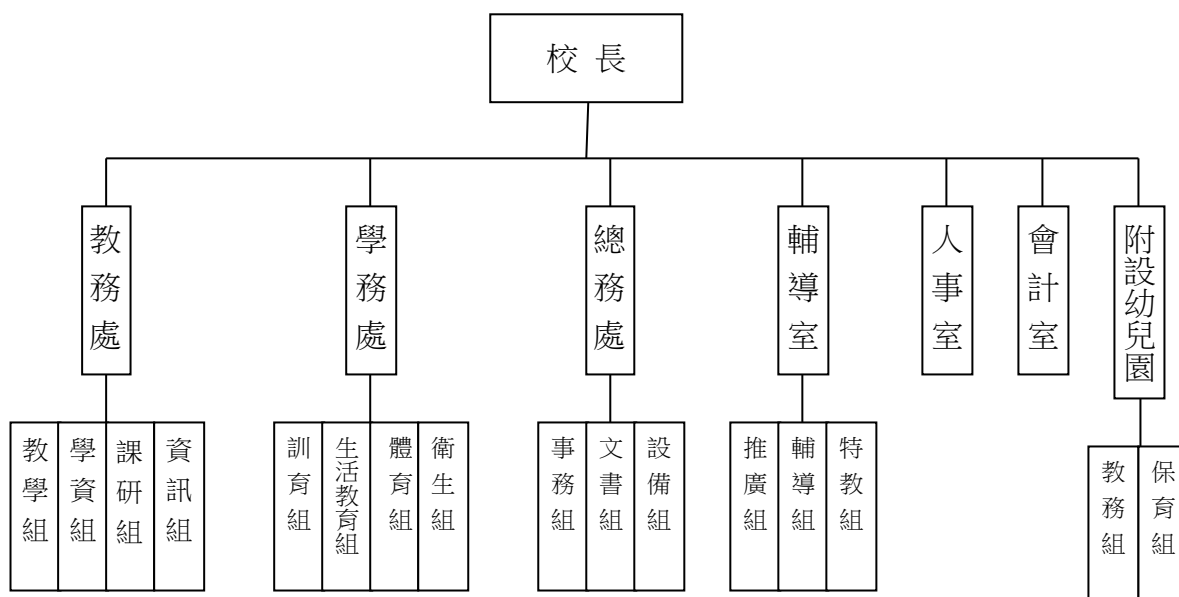 校長
教務處
學務處
總務處
輔導室
人事室
會計室
附設幼兒園
教學組
學資組
課研組
資訊組
訓育組
生活教育組
體育組
衛生組
事務組
文書組
設備組
推廣組
輔導組
特教組
教務組
保育組